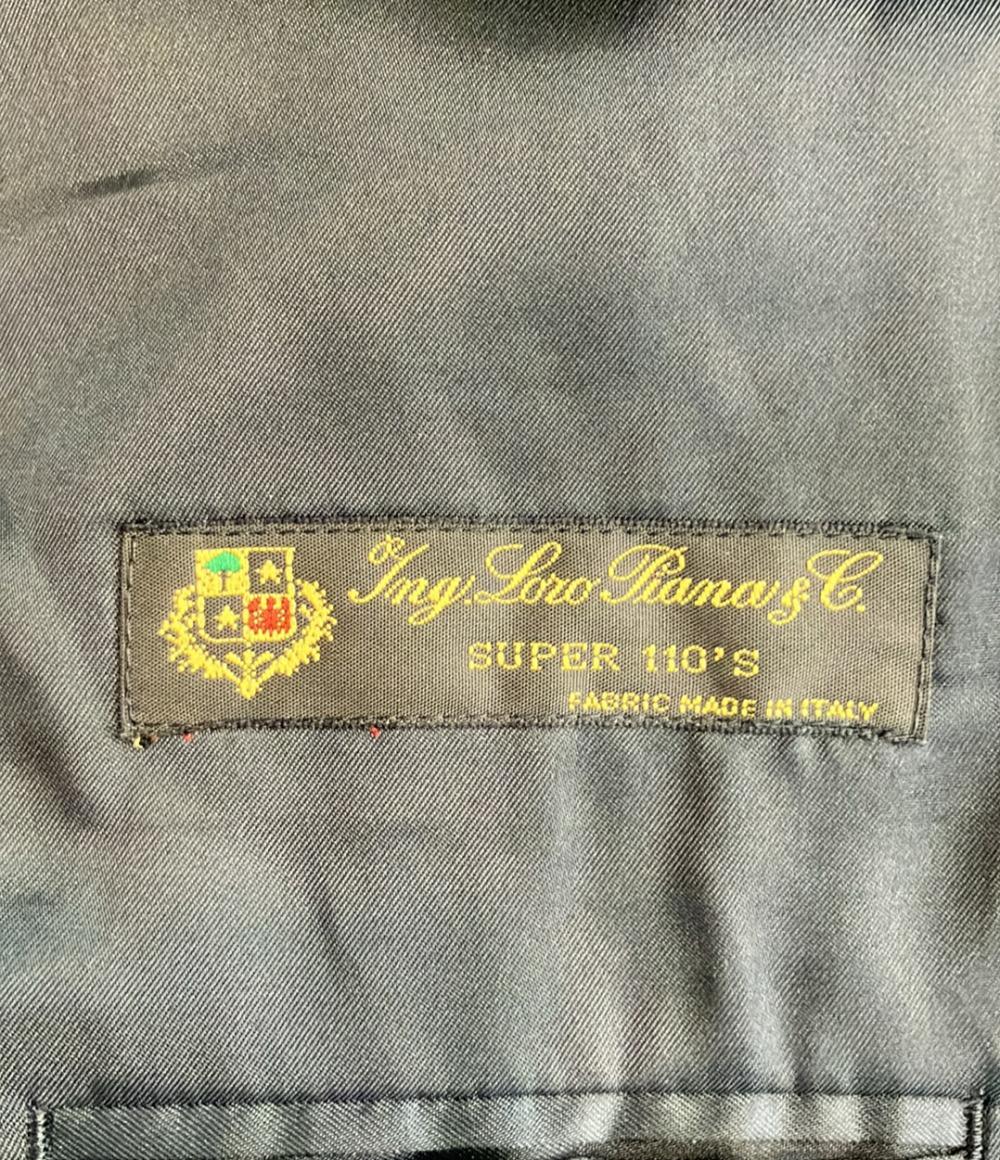 Ing. Loro Piana & C.
SUPER 110'S
FABRIC MADE IN ITALY